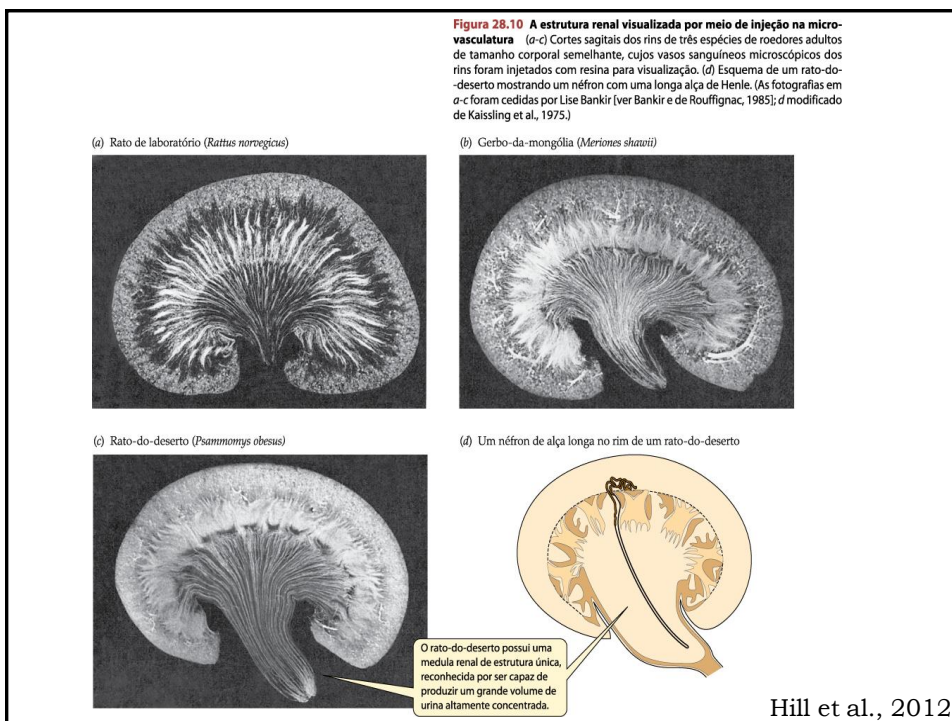 Figura 28.10 A estrutura renal visualizada por meio de injeção na micro-
vasculatura (a-c) Cortes sagitais dos rins de três espécies de roedores adultos
de tamanho corporal semelhante, cujos vasos sanguíneos microscópicos dos
rins foram injetados com resina para visualização. (d) Esquema de um rato-do-
-deserto mostrando um néfron com uma longa alça de Henle. (As fotografias em
a-c foram cedidas por Lise Bankir [ver Bankir e de Rouffignac, 1985]; d modificado
de Kaissling et al., 1975.)
(a) Rato de laboratório (Rattus norvegicus)
(b) Gerbo-da-mongólia (Meriones shawii)
(c) Rato-do-deserto (Psammomys obesus)
(d) Um néfron de alça longa no rim de um rato-do-deserto
O rato-do-deserto possui uma
medula renal de estrutura única,
reconhecida por ser capaz de
produzir um grande volume de
urina altamente concentrada.
Hill et al., 2012